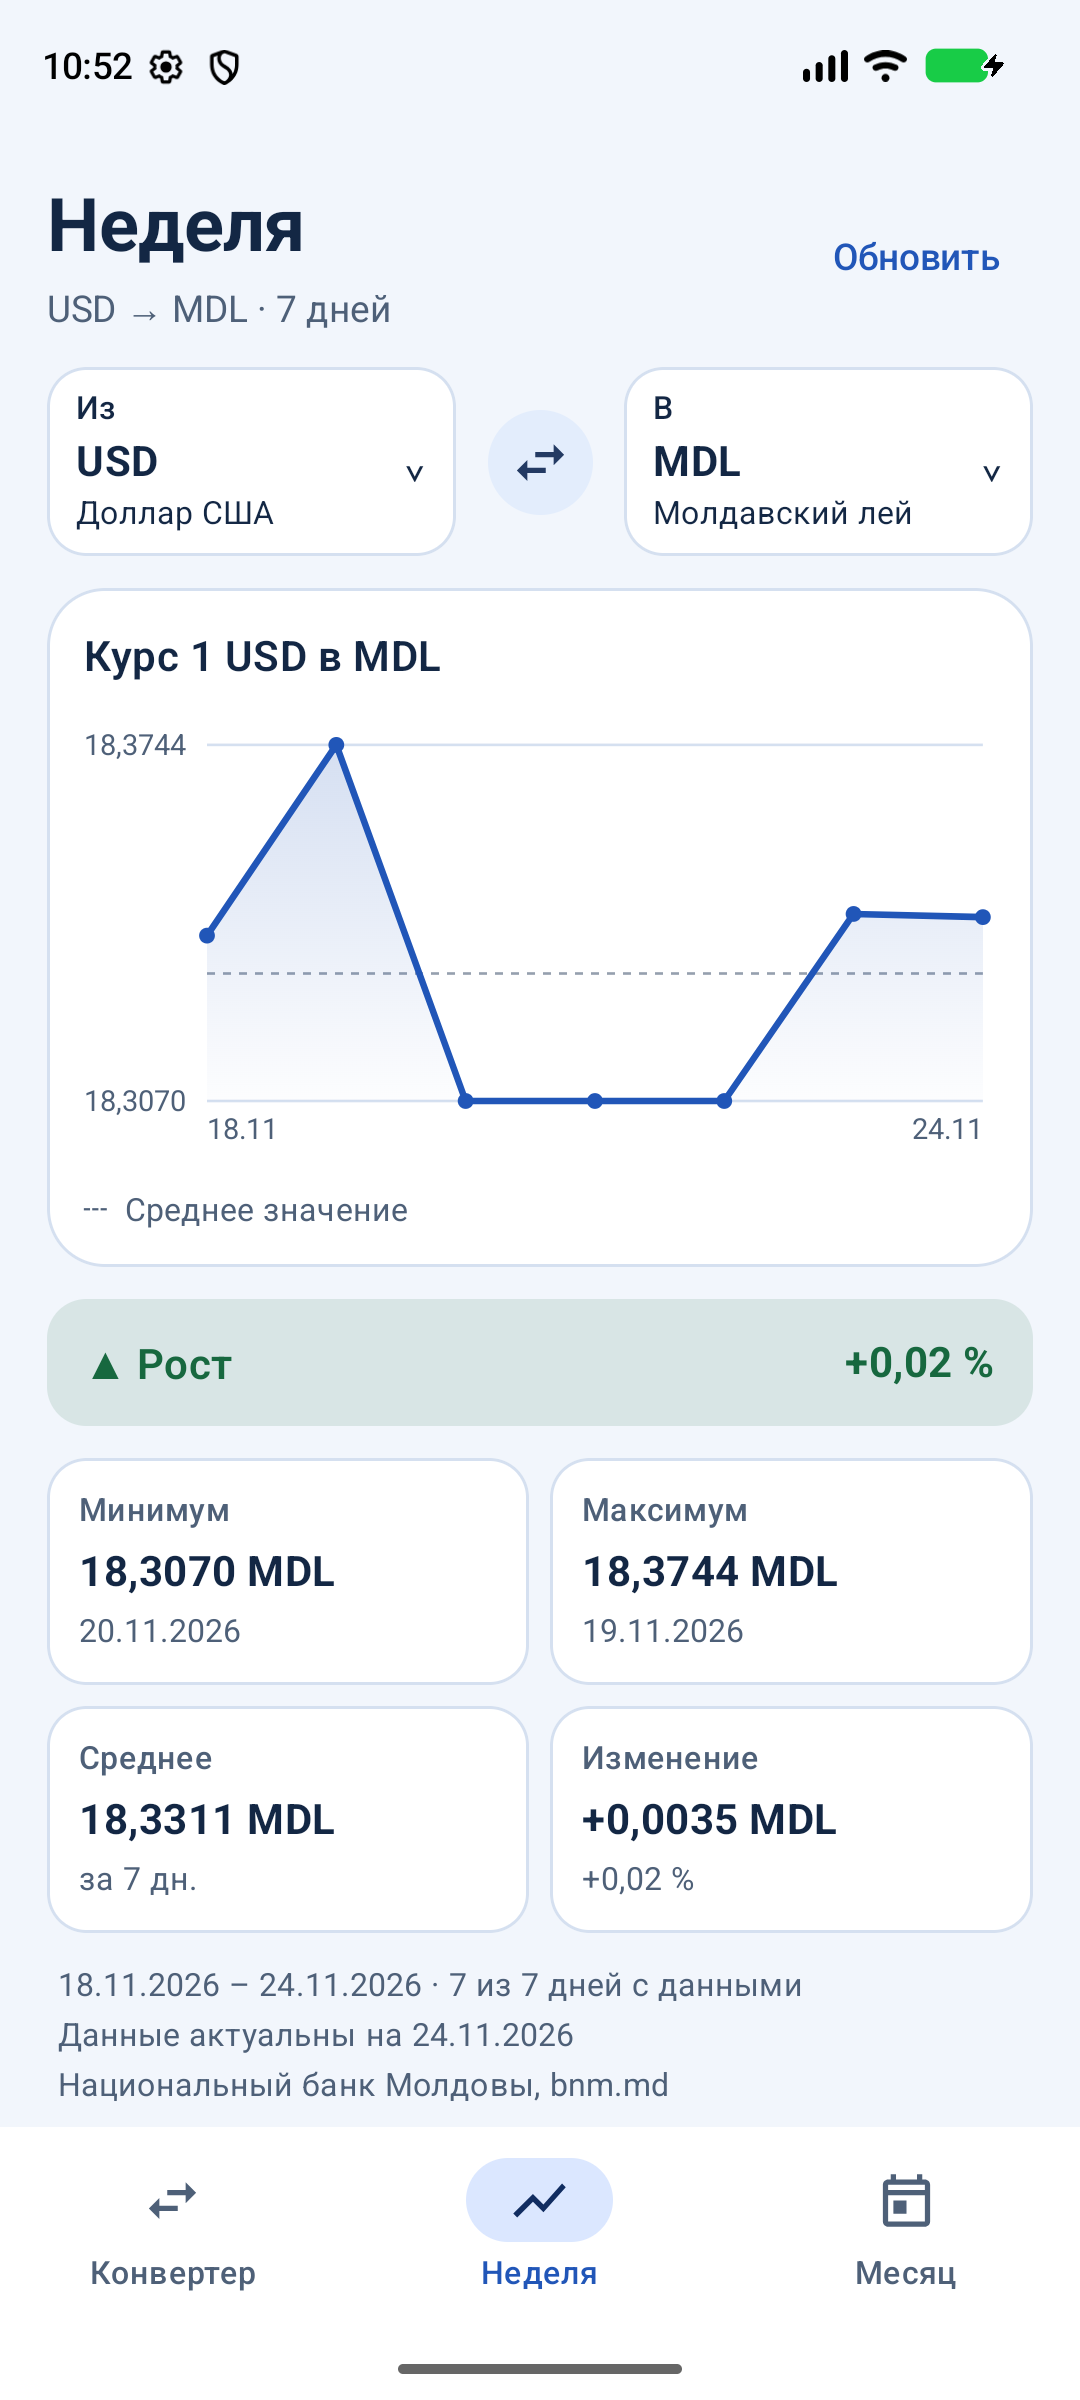 10:52
Неделя
Обновить
USD → MDL · 7 дней
Из
USD
Доллар США
В
MDL
Молдавский лей
Курс 1 USD в MDL
18,3744
18,3070
18.11
24.11
--- Среднее значение
▲ Рост
+0,02 %
Минимум
18,3070 MDL
20.11.2026
Максимум
18,3744 MDL
19.11.2026
Среднее
18,3311 MDL
за 7 дн.
Изменение
+0,0035 MDL
+0,02 %
18.11.2026 – 24.11.2026 · 7 из 7 дней с данными
Данные актуальны на 24.11.2026
Национальный банк Молдовы, bnm.md
Конвертер
Неделя
Месяц